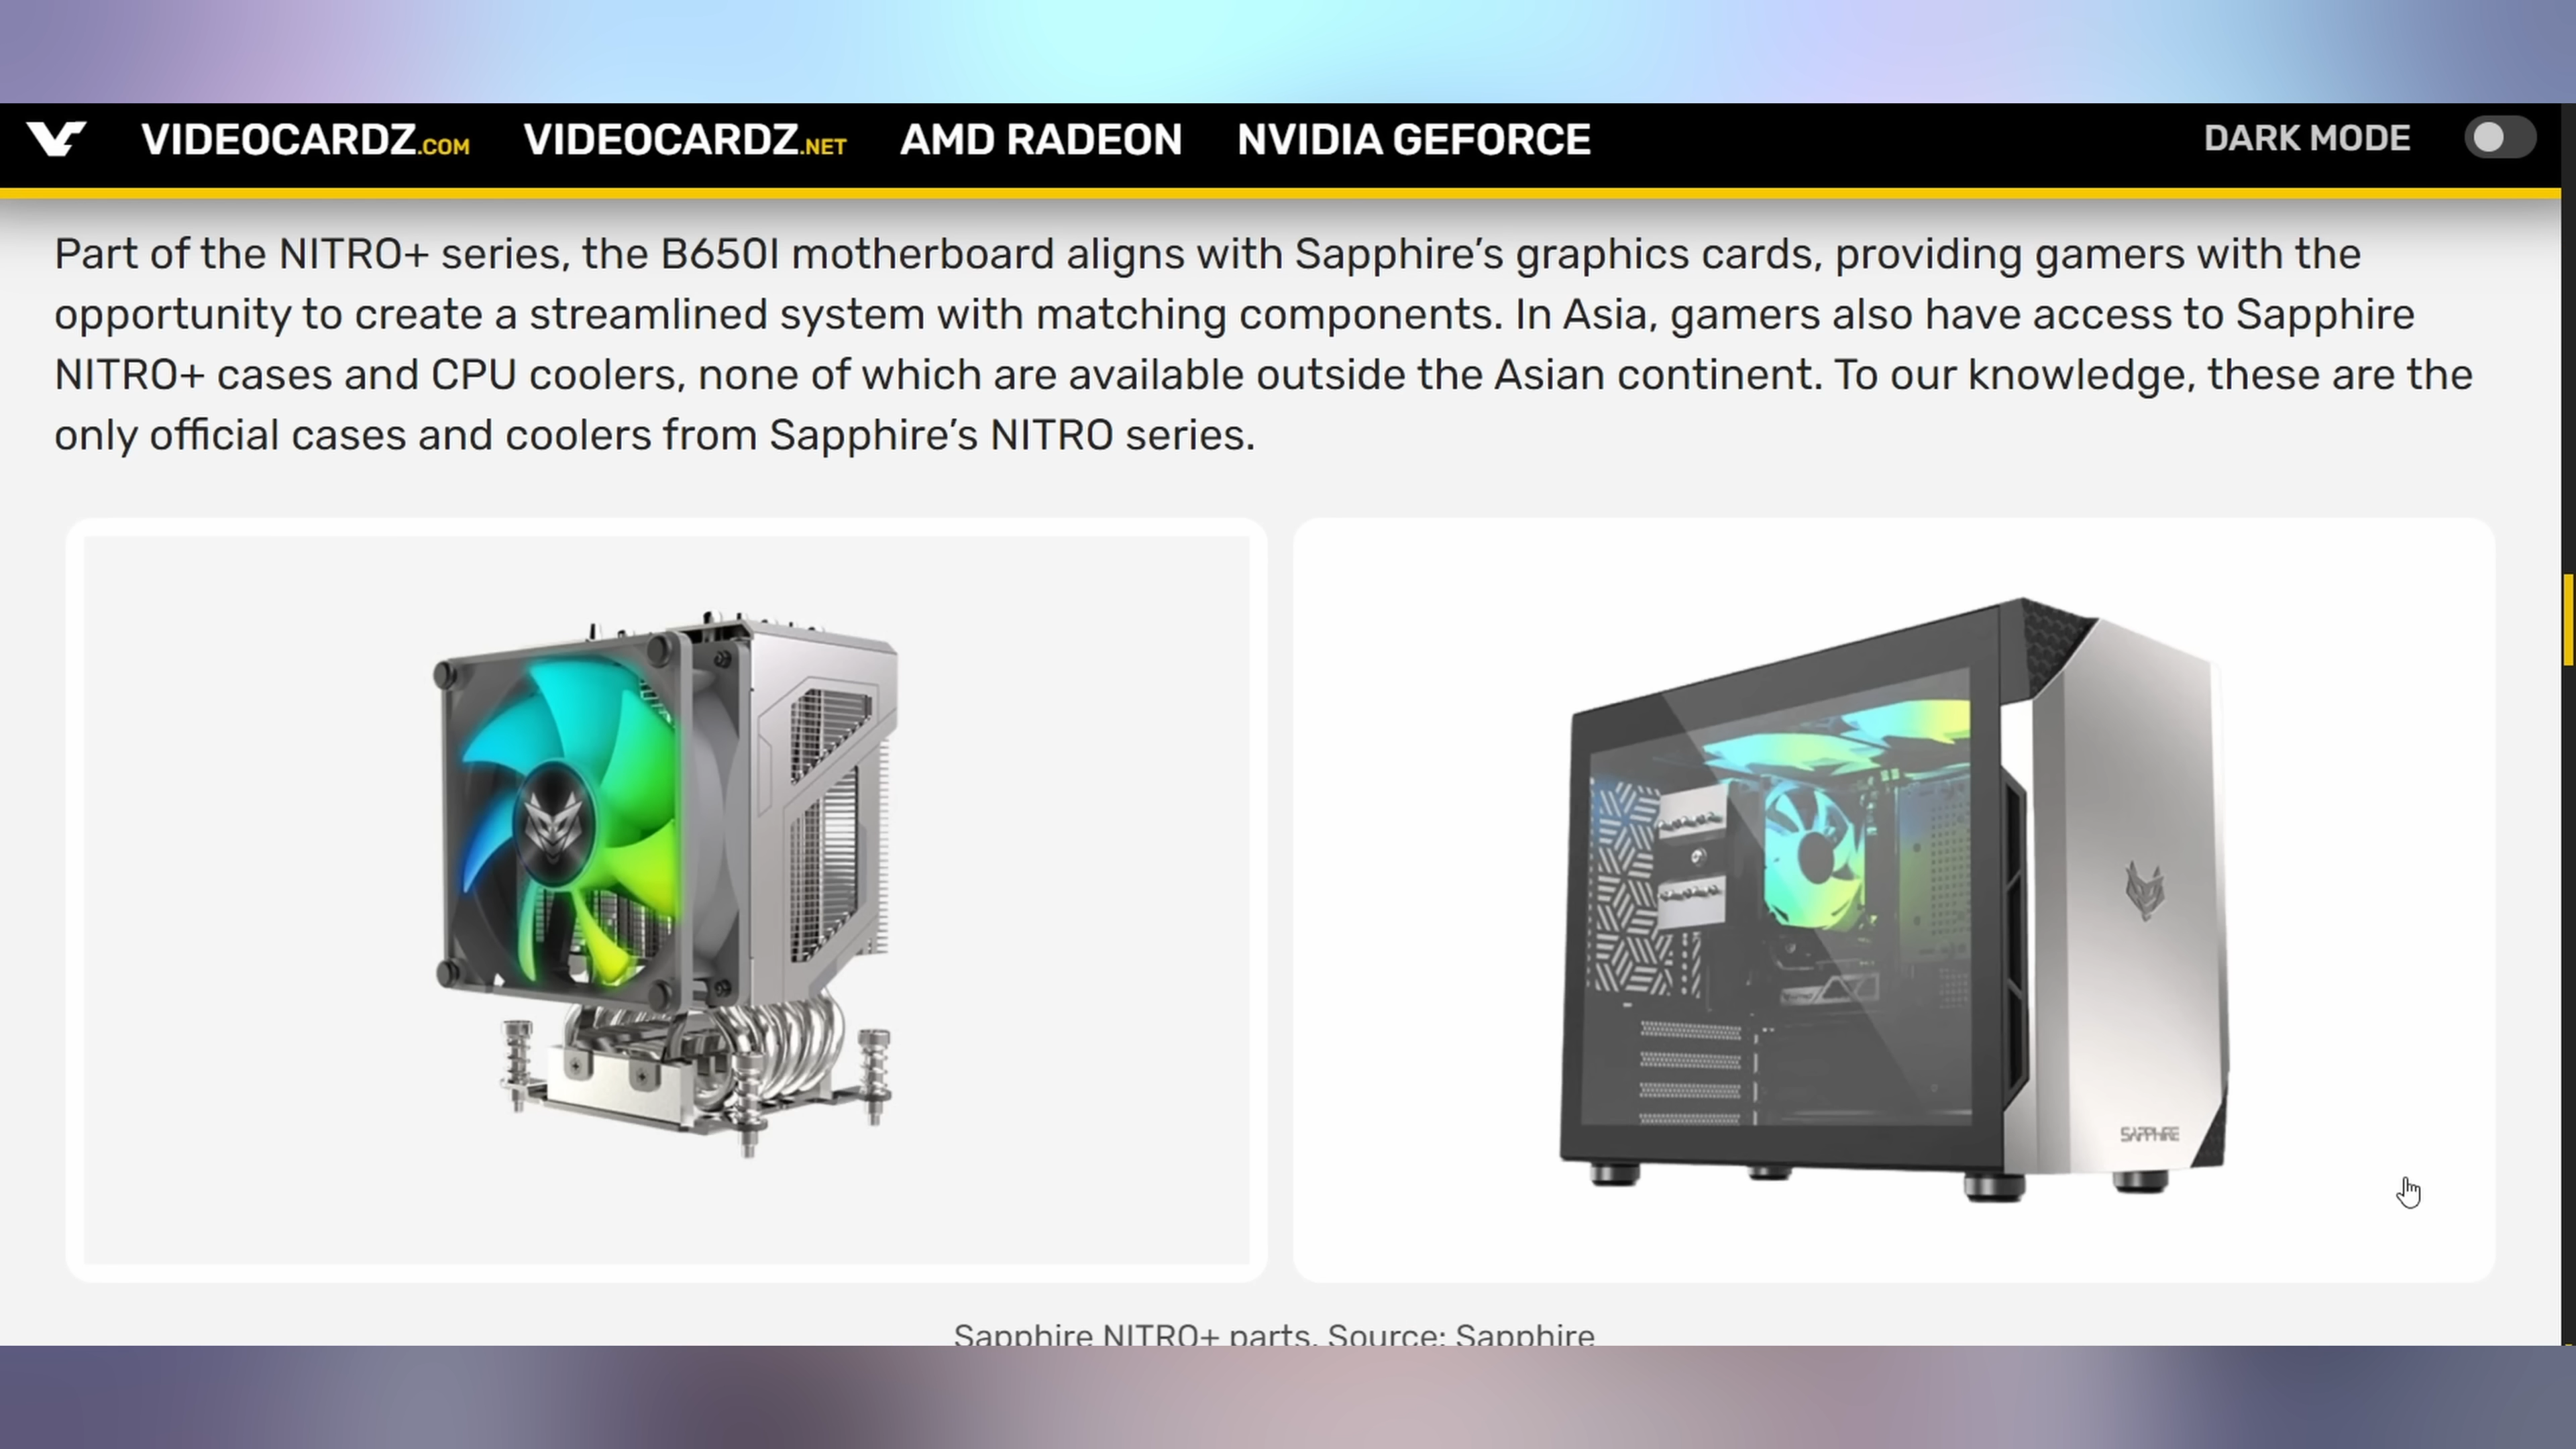 VIDEOCARDZ.COM VIDEOCARDZ.NET AMD RADEON NVIDIA GEFORCE DARK MODE
Part of the NITRO+ series, the B650I motherboard aligns with Sapphire’s graphics cards, providing gamers with the
opportunity to create a streamlined system with matching components. In Asia, gamers also have access to Sapphire
NITRO+ cases and CPU coolers, none of which are available outside the Asian continent. To our knowledge, these are the
only official cases and coolers from Sapphire’s NITRO series.
SAPPHIRE
Sapphire NITRO+ parts. Source: Sapphire